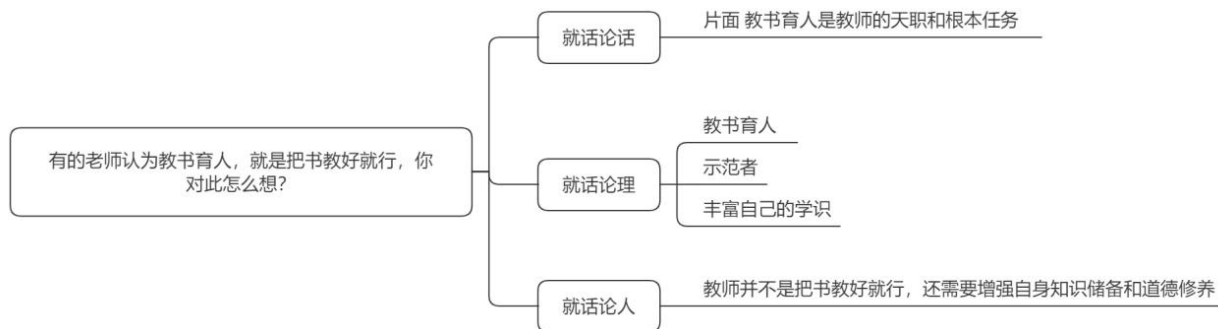 有的老师认为教书育人，就是把书教好就行，你
对此怎么想？
就话论话
片面 教书育人是教师的天职和根本任务
就话论理
教书育人
示范者
丰富自己的学识
就话论人
教师并不是把书教好就行，还需要增强自身知识储备和道德修养